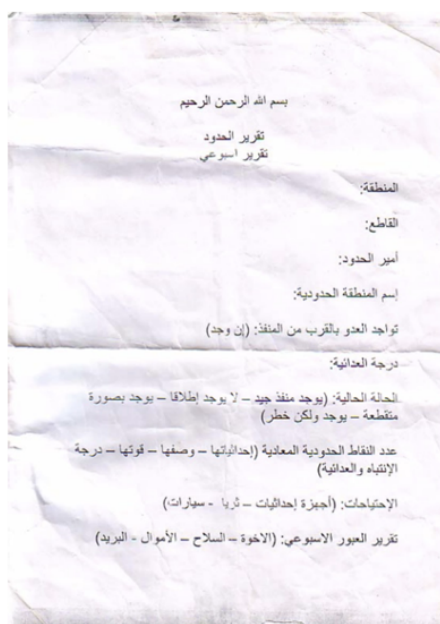 بسم الله الرحمن الرحيم
تقرير الحدود
تقرير اسبوعي
المنطقة:
القاطع:
أمير الحدود:
إسم المنطقة الحدودية:
تواجد العدو بالقرب من المنفذ: (إن وجد)
درجة العدائية:
الحالة الحالية: (يوجد منفذ جيد – لا يوجد إطلاقا – يوجد بصورة
متقطعة – يوجد ولكن خطر)
عدد النقاط الحدودية المعادية (إحداثياتها – وصفها – قوتها – درجة
الإنتباه والعدائية)
الإحتياحات: (أجهزة إحداثيات – ثريا - سيارات)
تقرير العبور الاسبوعي: (الاخوة – السلاح – الأموال - البريد)